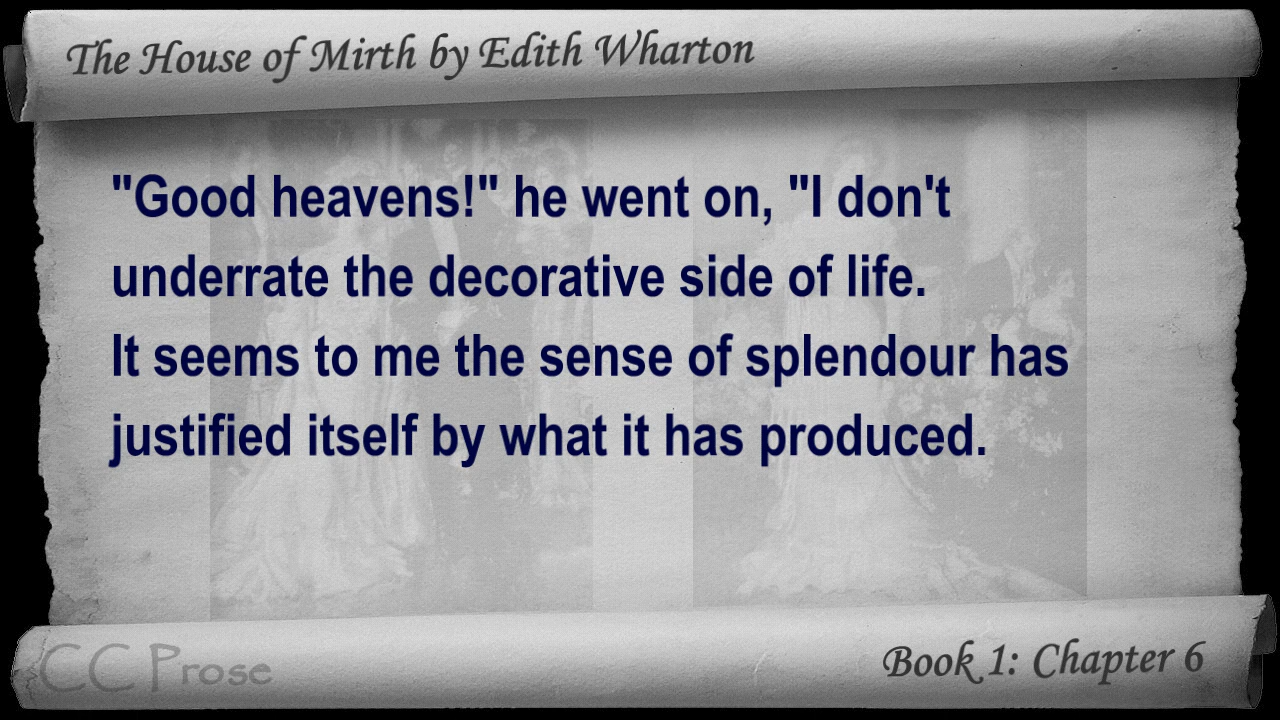 The House of Mirth by Edith Wharton
"Good heavens!" he went on, "I don't
underrate the decorative side of life.
It seems to me the sense of splendour has
justified itself by what it has produced.
CC Prose
Book 1: Chapter 6